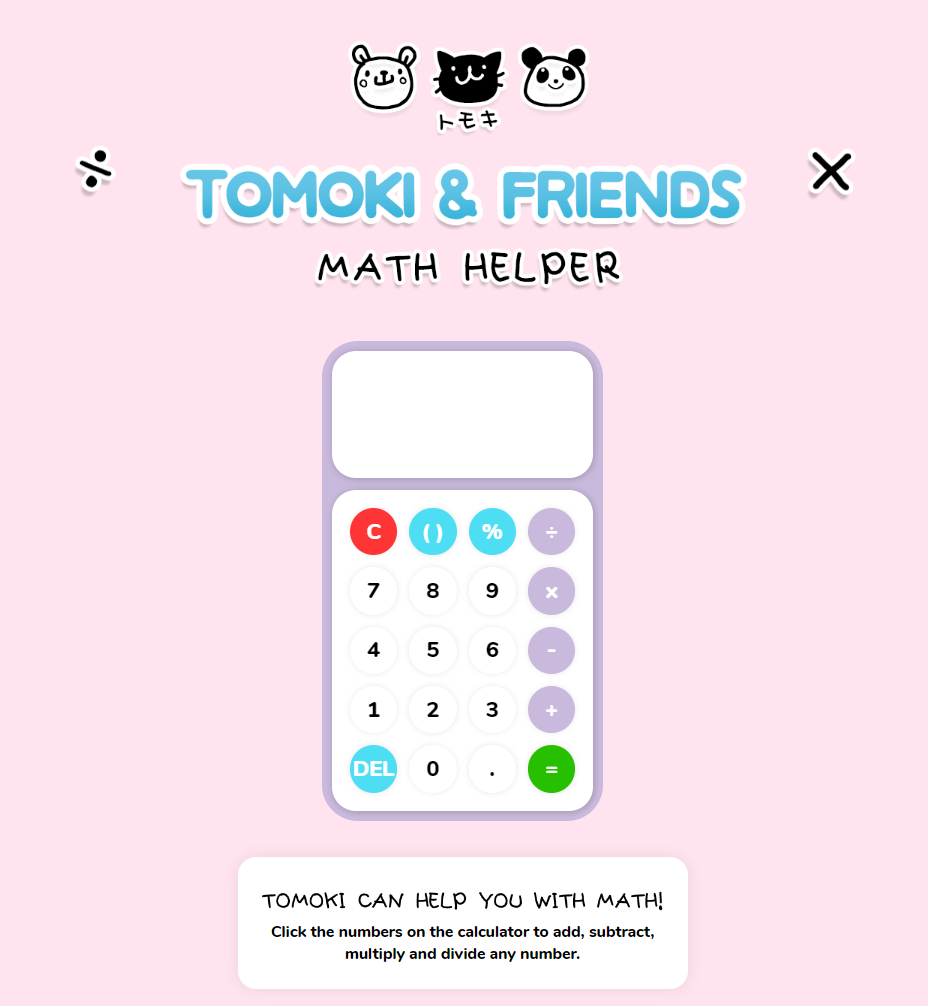 トモキ
÷ ×
TOMOKI & FRIENDS
MATH HELPER
C ( ) % ÷
7 8 9 x
4 5 6 -
1 2 3 +
DEL 0 . =
TOMOKI CAN HELP YOU WITH MATH!
Click the numbers on the calculator to add, subtract,
multiply and divide any number.